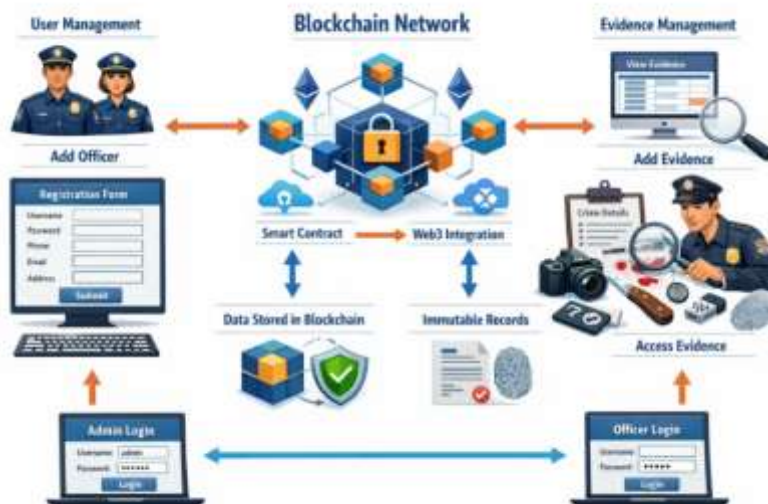 User Management
Blockchain Network
Evidence Management
View Evidence
Add Officer
Add Evidence
Registration Form
Username
Password
Phone
Email
Address
Submit
Crime Details
Smart Contract
Web3 Integration
Data Stored in Blockchain
Immutable Records
Access Evidence
Admin Login
Username admin
Password
Login
Officer Login
Username
Password
Login